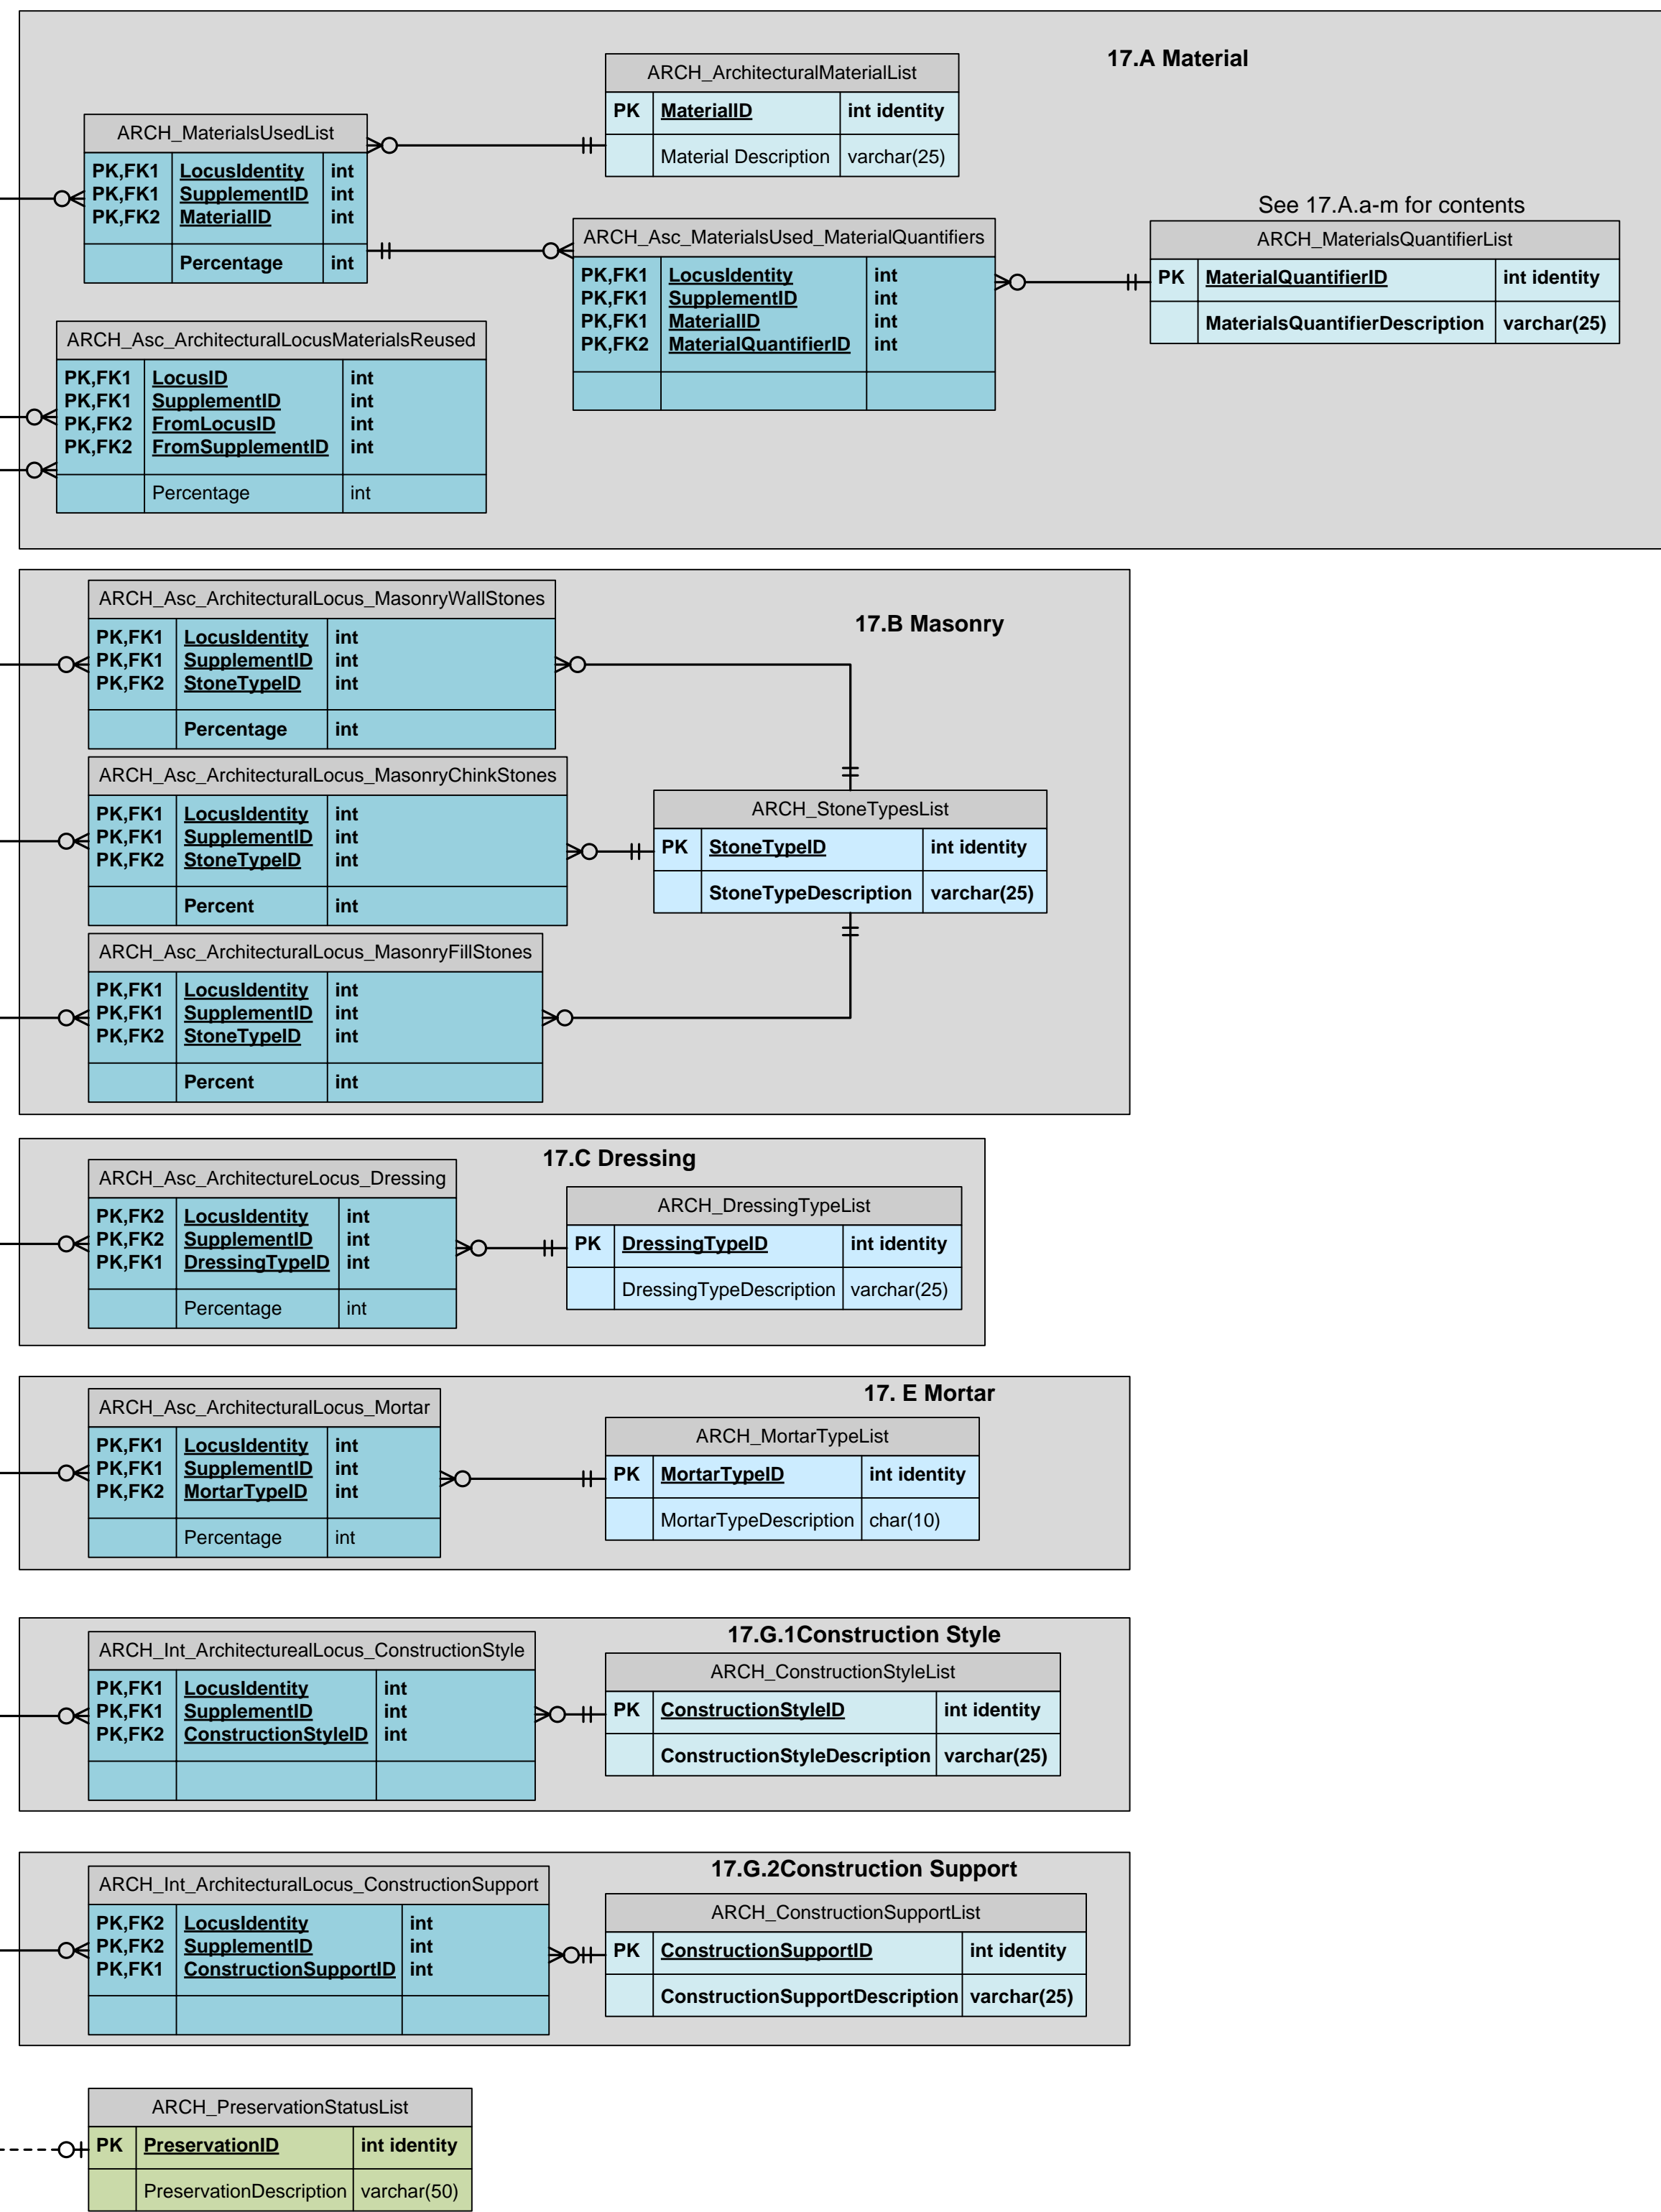 17.A Material
ARCH_ArchitecturalMaterialList
PK MaterialID int identity
Material Description varchar(25)
ARCH_MaterialsUsedList
PK,FK1 LocusIdentity int
PK,FK1 SupplementID int
PK,FK2 MaterialID int
Percentage int
See 17.A.a-m for contents
ARCH_Asc_MaterialsUsed_MaterialQuantifiers
PK,FK1 LocusIdentity int
PK,FK1 SupplementID int
PK,FK1 MaterialID int
PK,FK2 MaterialQuantifierID int
ARCH_MaterialsQuantifierList
PK MaterialQuantifierID int identity
MaterialsQuantifierDescription varchar(25)
ARCH_Asc_ArchitecturalLocusMaterialsReused
PK,FK1 LocusID int
PK,FK1 SupplementID int
PK,FK2 FromLocusID int
PK,FK2 FromSupplementID int
Percentage int
17.B Masonry
ARCH_Asc_ArchitecturalLocus_MasonryWallStones
PK,FK1 LocusIdentity int
PK,FK1 SupplementID int
PK,FK2 StoneTypeID int
Percentage int
ARCH_Asc_ArchitecturalLocus_MasonryChinkStones
PK,FK1 LocusIdentity int
PK,FK1 SupplementID int
PK,FK2 StoneTypeID int
Percent int
ARCH_StoneTypesList
PK StoneTypeID int identity
StoneTypeDescription varchar(25)
ARCH_Asc_ArchitecturalLocus_MasonryFillStones
PK,FK1 LocusIdentity int
PK,FK1 SupplementID int
PK,FK2 StoneTypeID int
Percent int
17.C Dressing
ARCH_Asc_ArchitectureLocus_Dressing
PK,FK2 LocusIdentity int
PK,FK2 SupplementID int
PK,FK1 DressingTypeID int
Percentage int
ARCH_DressingTypeList
PK DressingTypeID int identity
DressingTypeDescription varchar(25)
17. E Mortar
ARCH_Asc_ArchitecturalLocus_Mortar
PK,FK1 LocusIdentity int
PK,FK1 SupplementID int
PK,FK2 MortarTypeID int
Percentage int
ARCH_MortarTypeList
PK MortarTypeID int identity
MortarTypeDescription char(10)
17.G.1Construction Style
ARCH_Int_ArchitecturealLocus_ConstructionStyle
PK,FK1 LocusIdentity int
PK,FK1 SupplementID int
PK,FK2 ConstructionStyleID int
ARCH_ConstructionStyleList
PK ConstructionStyleID int identity
ConstructionStyleDescription varchar(25)
17.G.2Construction Support
ARCH_Int_ArchitecturalLocus_ConstructionSupport
PK,FK2 LocusIdentity int
PK,FK2 SupplementID int
PK,FK1 ConstructionSupportID int
ARCH_ConstructionSupportList
PK ConstructionSupportID int identity
ConstructionSupportDescription varchar(25)
ARCH_PreservationStatusList
PK PreservationID int identity
PreservationDescription varchar(50)